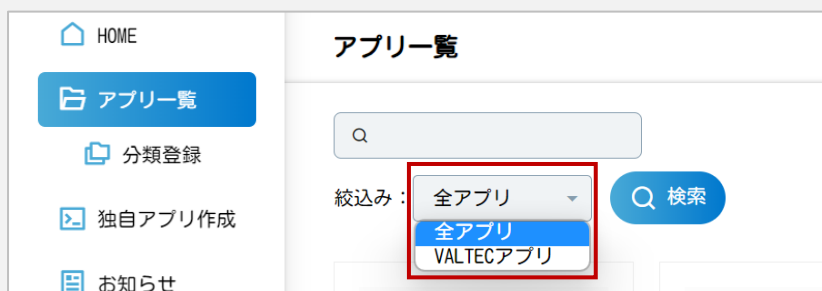 HOME
アプリ一覧
分類登録
独自アプリ作成
お知らせ
アプリ一覧
絞込み：
全アプリ
検索
全アプリ
VALTECアプリ